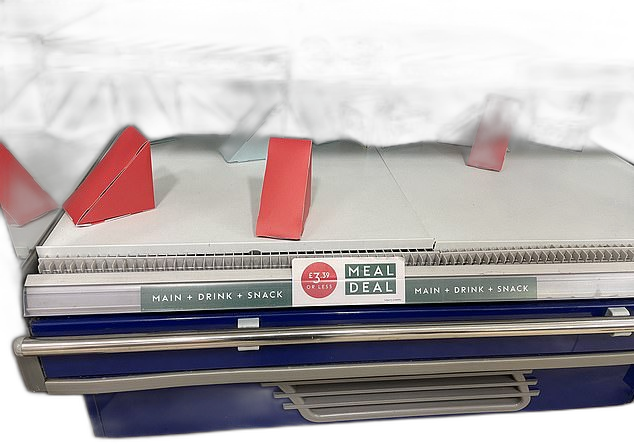 MAIN + DRINK + SNACK
£3.39
OR LESS
MEAL
DEAL
MAIN + DRINK + SNACK